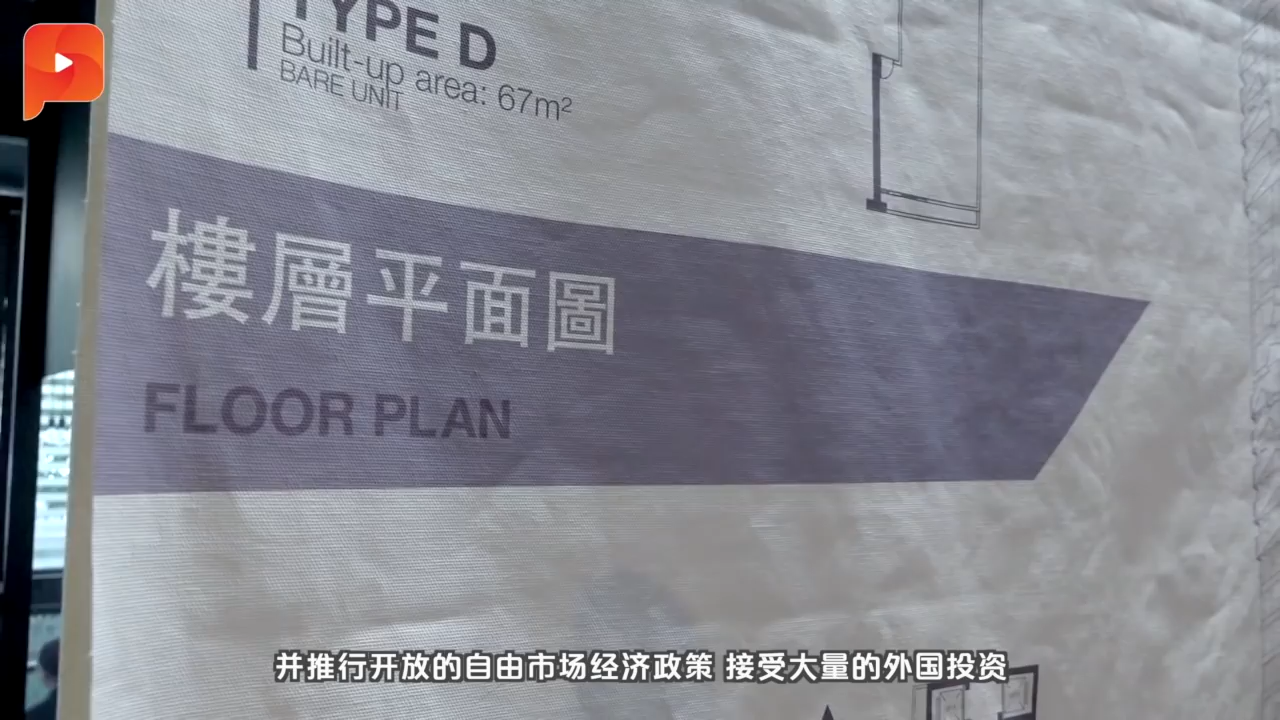 TYPE D
Built-up area: 67m²
BARE UNIT
樓層平面圖
FLOOR PLAN
并推行开放的自由市场经济政策 接受大量的外国投资